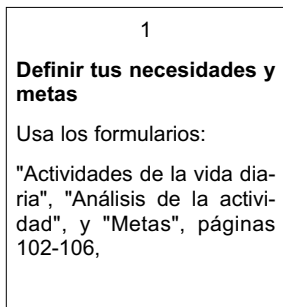 1
Definir tus necesidades y
metas
Usa los formularios:
"Actividades de la vida dia-
ria", "Análisis de la activi-
dad", y "Metas", páginas
102-106,